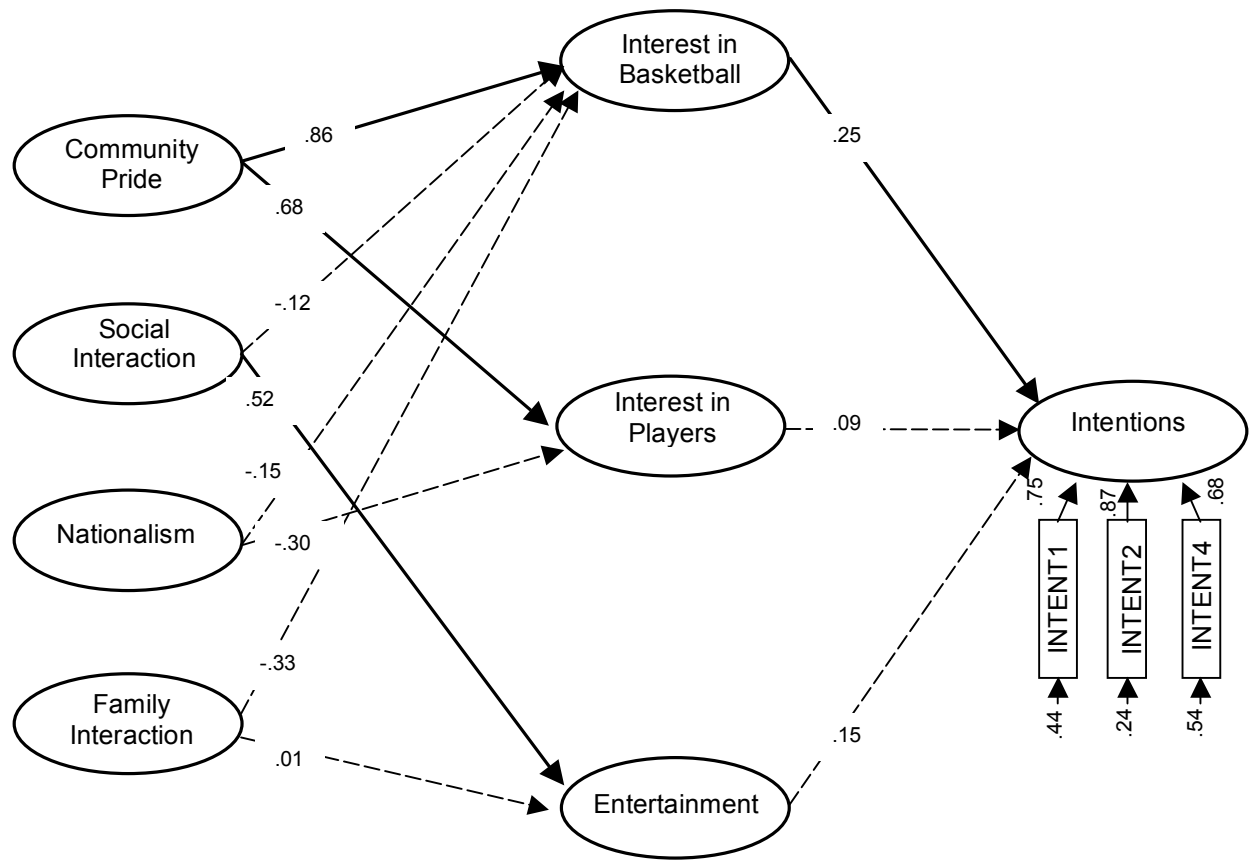 Interest in
Basketball
.86
.25
Community
Pride
.68
-.12
Social
Interaction
.52
Interest in
Players
.09
Intentions
-.15
.75
.87
.68
Nationalism
-.30
INTENT1
INTENT2
INTENT4
-.33
Family
Interaction
.44
.24
.54
.01
.15
Entertainment